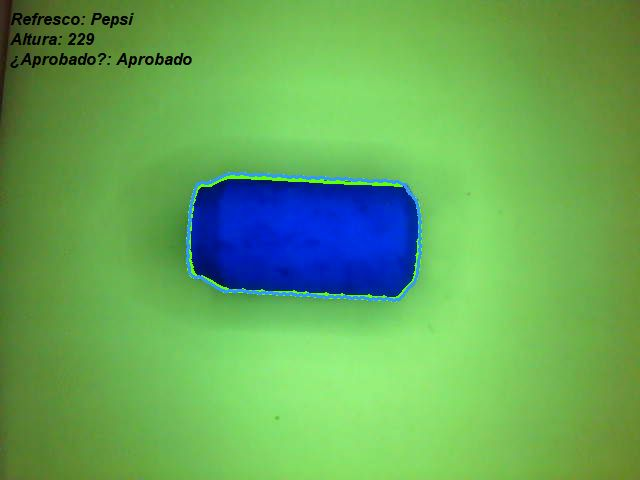 Refresco: Pepsi
Altura: 229
¿Aprobado?: Aprobado